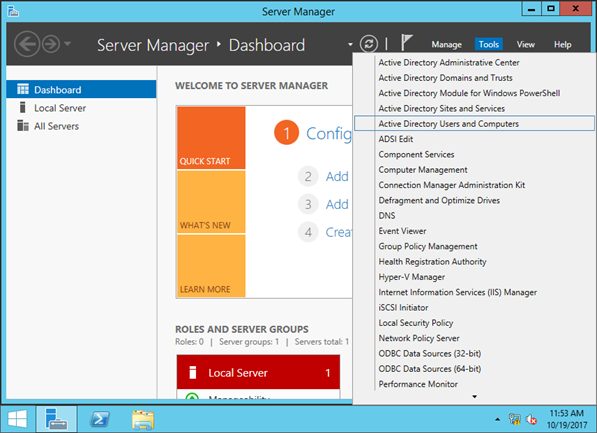 Server Manager
Server Manager ‣ Dashboard
Manage Tools View Help
Dashboard
Local Server
All Servers
WELCOME TO SERVER MANAGER
QUICK START
WHAT'S NEW
LEARN MORE
1 Config
2 Add
3 Add
4 Creat
ROLES AND SERVER GROUPS
Roles: 0 | Server groups: 1 | Servers total: 1
Local Server 1
Manageability
Active Directory Administrative Center
Active Directory Domains and Trusts
Active Directory Module for Windows PowerShell
Active Directory Sites and Services
Active Directory Users and Computers
ADSI Edit
Component Services
Computer Management
Connection Manager Administration Kit
Defragment and Optimize Drives
DNS
Event Viewer
Group Policy Management
Health Registration Authority
Hyper-V Manager
Internet Information Services (IIS) Manager
iSCSI Initiator
Local Security Policy
Network Policy Server
ODBC Data Sources (32-bit)
ODBC Data Sources (64-bit)
Performance Monitor
11:53 AM
10/19/2017